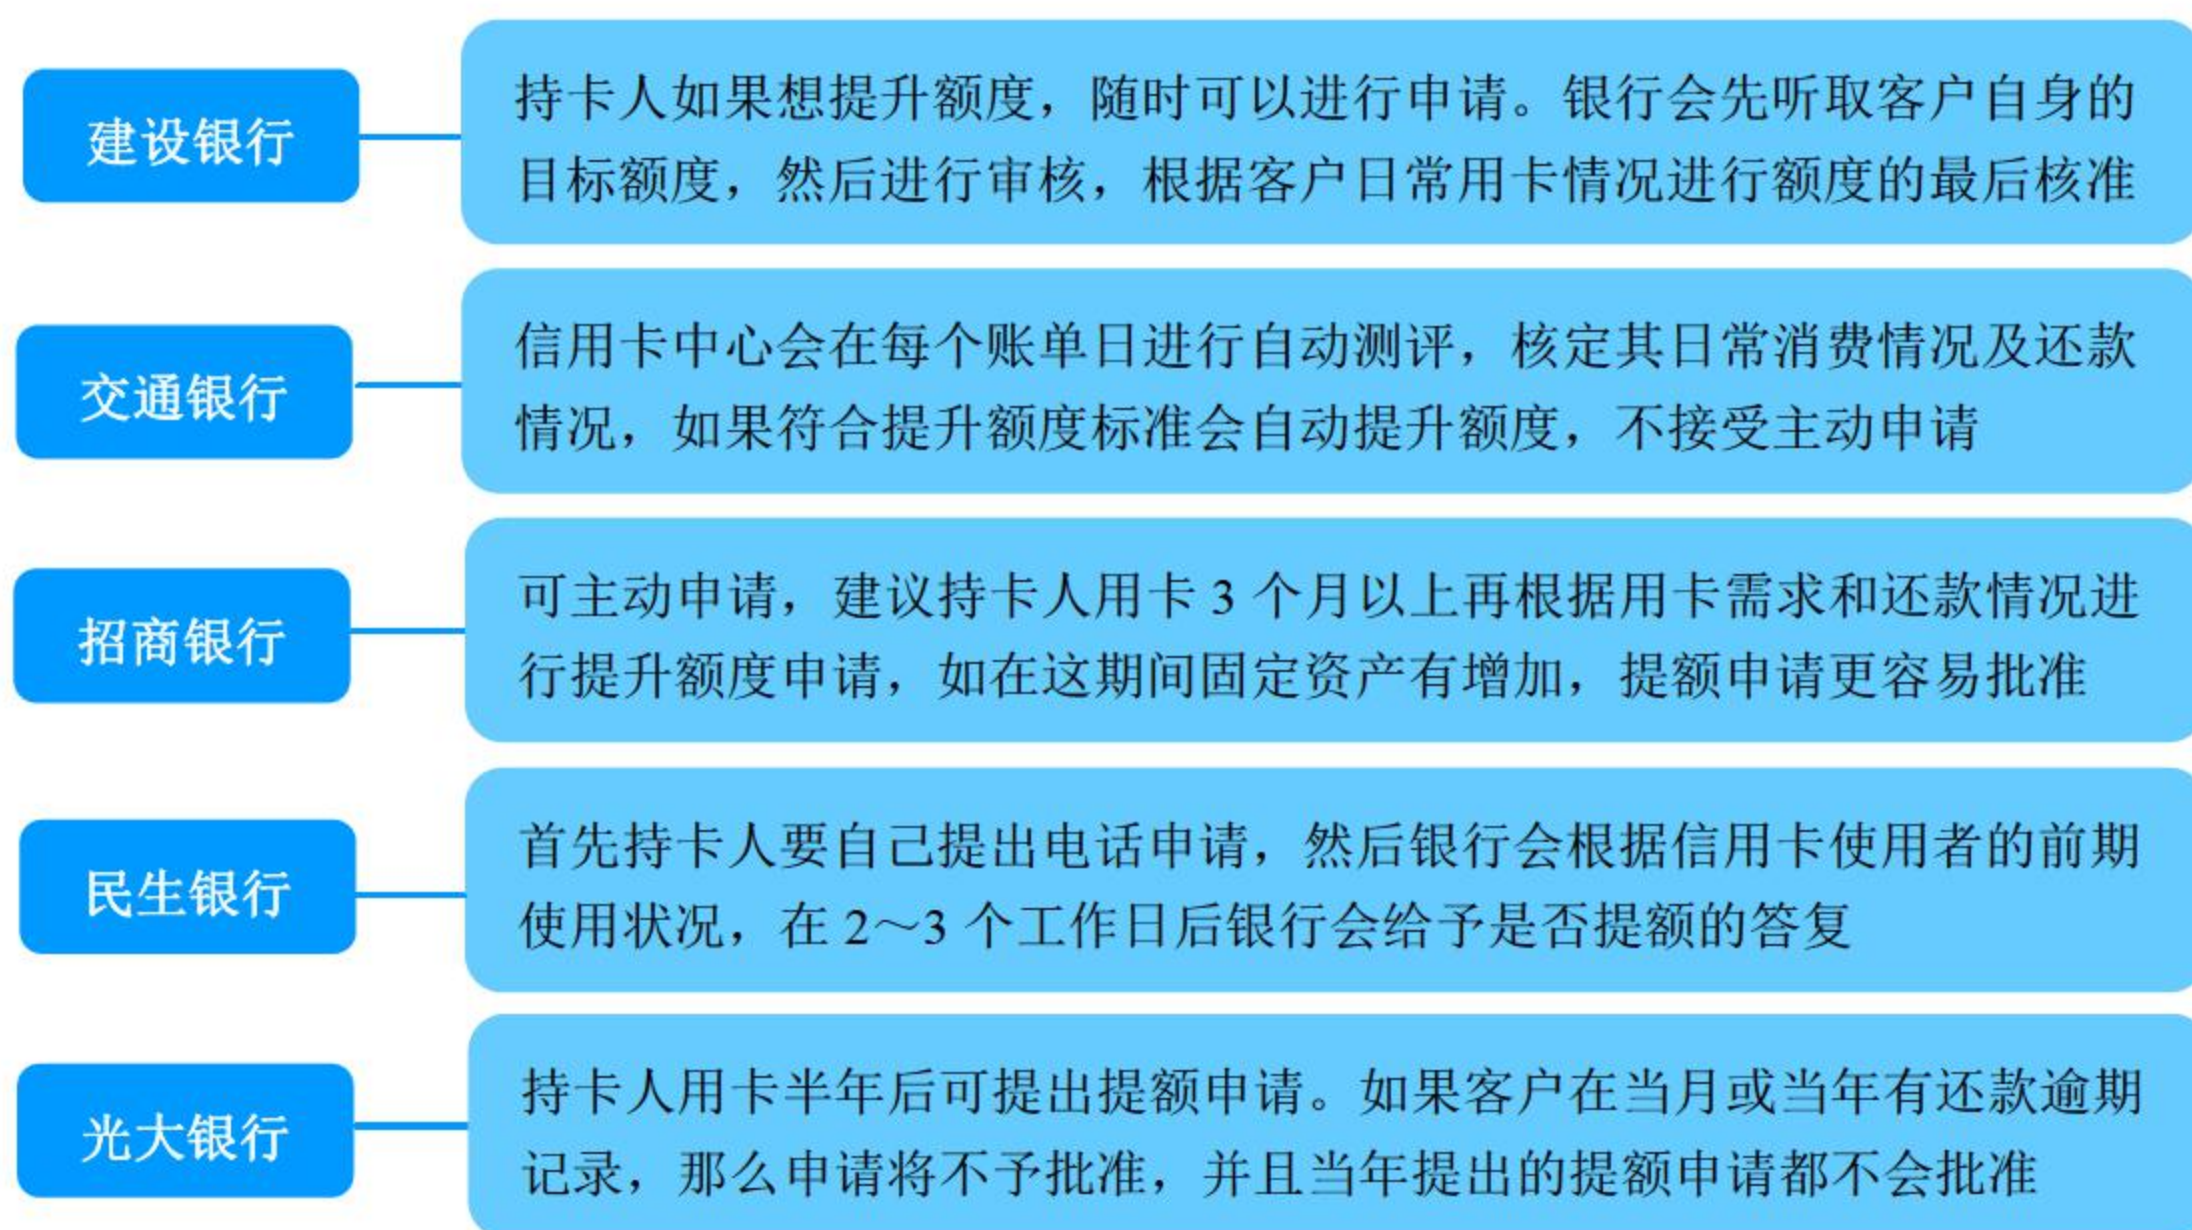 建设银行
持卡人如果想提升额度，随时可以进行申请。银行会先听取客户自身的
目标额度，然后进行审核，根据客户日常用卡情况进行额度的最后核准
交通银行
信用卡中心会在每个账单日进行自动测评，核定其日常消费情况及还款
情况，如果符合提升额度标准会自动提升额度，不接受主动申请
招商银行
可主动申请，建议持卡人用卡 3 个月以上再根据用卡需求和还款情况进
行提升额度申请，如在这期间固定资产有增加，提额申请更容易批准
民生银行
首先持卡人要自己提出电话申请，然后银行会根据信用卡使用者的前期
使用状况，在 2～3 个工作日后银行会给予是否提额的答复
光大银行
持卡人用卡半年后可提出提额申请。如果客户在当月或当年有还款逾期
记录，那么申请将不予批准，并且当年提出的提额申请都不会批准